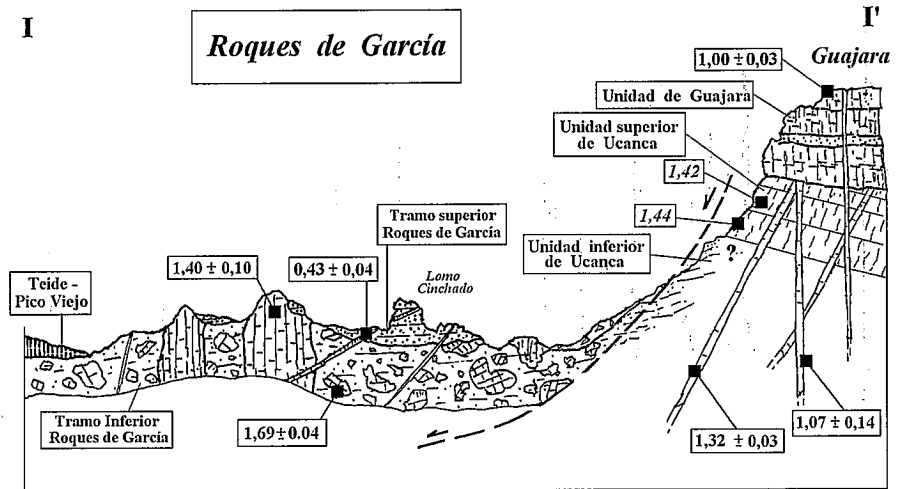 I
Roques de García
I'
Guajara
1,00 ± 0,03
Unidad de Guajara
Unidad superior
de Ucanca
1,42
1,44
Unidad inferior
de Ucanca
?
Tramo superior
Roques de García
1,40 ± 0,10
0,43 ± 0,04
Lomo
Cinchado
Teide -
Pico Viejo
Tramo Inferior
Roques de García
1,69±0.04
1,32 ± 0,03
1,07 ± 0,14